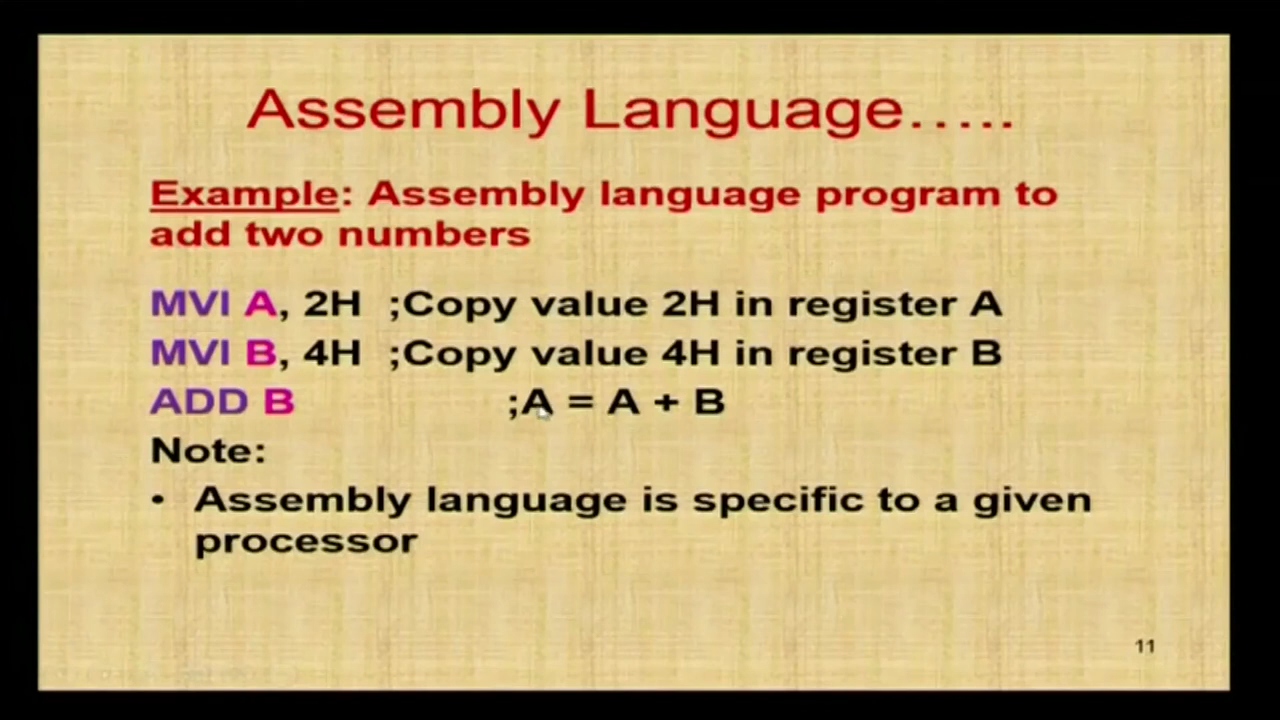 Assembly Language.....
Example: Assembly language program to
add two numbers
MVI A, 2H ;Copy value 2H in register A
MVI B, 4H ;Copy value 4H in register B
ADD B ;A = A + B
Note:
• Assembly language is specific to a given
processor
11